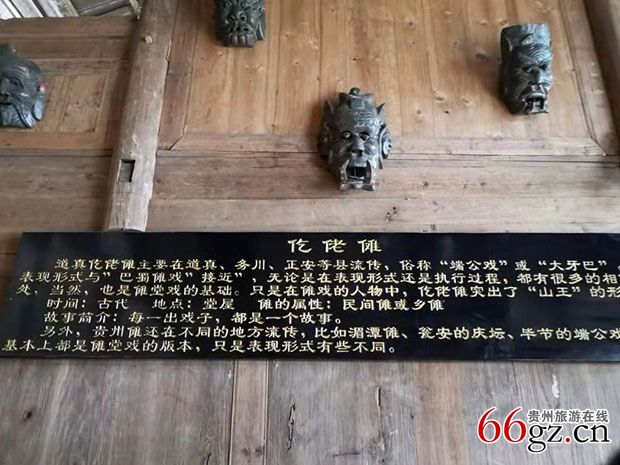 仡佬傩
道真仡佬傩主要在道真、务川、正安等县流传,俗称“端公戏”或“大牙巴”。
表现形式与”巴蜀傩戏”接近”,无论是在表现形式还是执行过程,都有很多的相
处,当然,也是傩堂戏的基础。只是在傩戏的人物中,仡佬傩突出了“山王”的形
时间:古代 地点:堂屋 傩的属性:民间傩或乡傩
故事简介:每一出戏子,都是一个故事。
另外,贵州傩还在不同的地方流传,比如湄潭傩、瓮安的庆坛、毕节的端公戏
基本上都是傩堂戏的版本,只是表现形式有些不同。
贵州旅游在线
66gz.cn